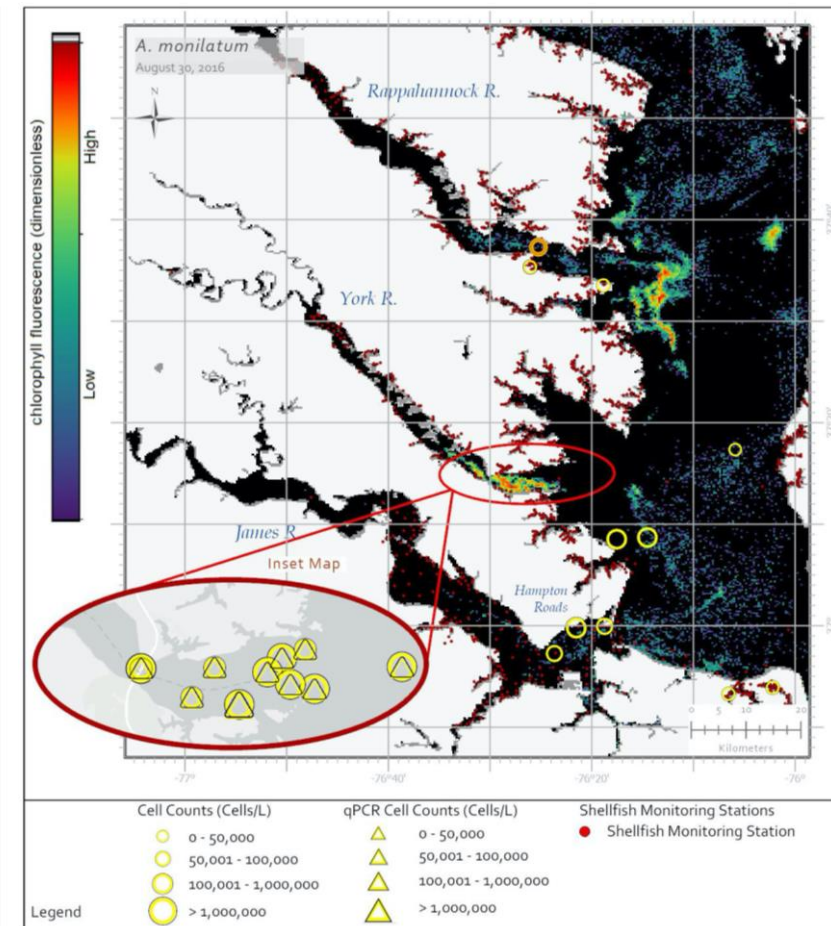 A. monilatum
August 30, 2016
N
Rappahannock R.
York R.
James R
Inset Map
Hampton
Roads
chlorophyll fluorescence (dimensionless)
High
Low
0
5
10
20
Kilometers
-77°
-76°40'
-76°20'
-76°
Cell Counts (Cells/L)
0 - 50,000
50,001 - 100,000
100,001 - 1,000,000
> 1,000,000
qPCR Cell Counts (Cells/L)
0 - 50,000
50,001 - 100,000
100,001 - 1,000,000
> 1,000,000
Shellfish Monitoring Stations
Shellfish Monitoring Station
Legend